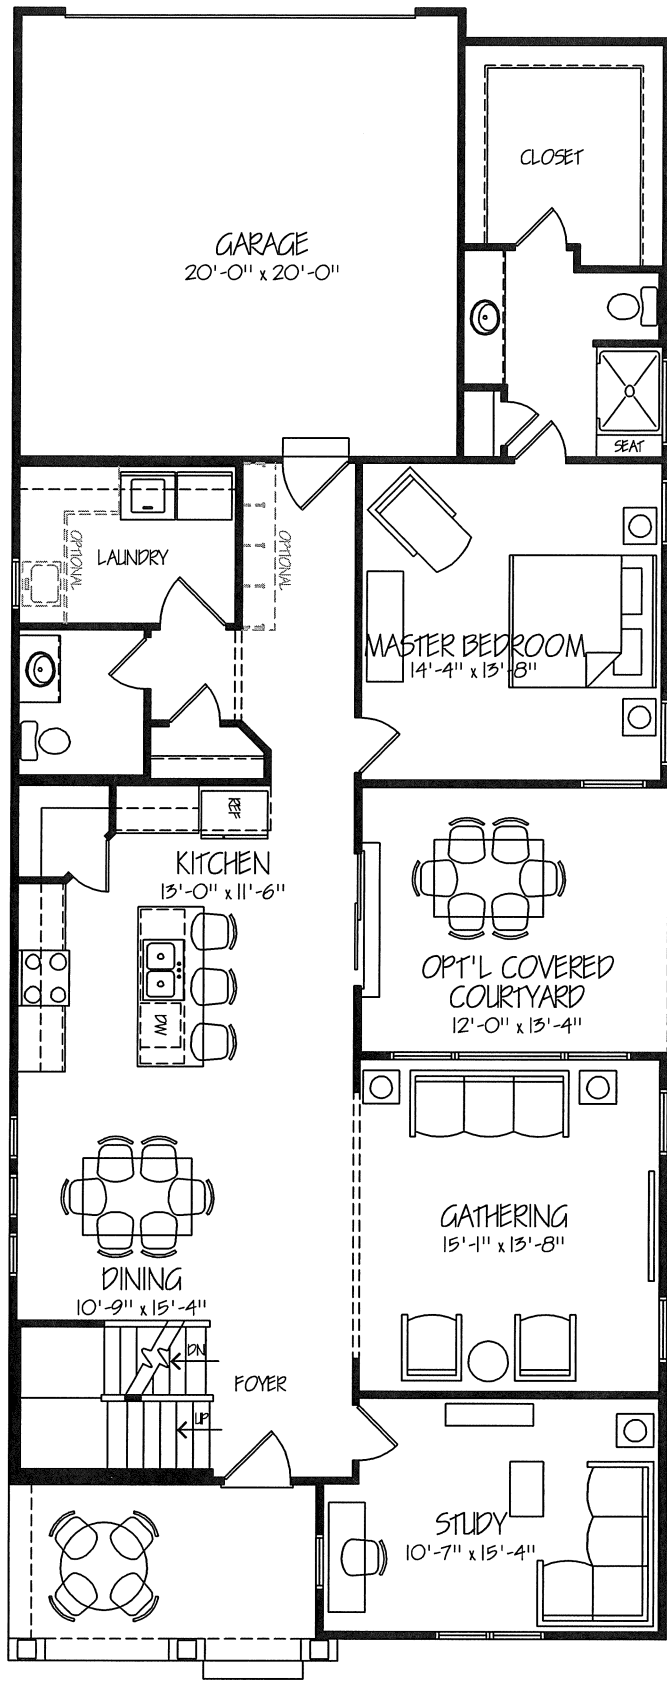 CLOSET
GARAGE
20'-0" x 20'-0"
SEAT
OPTIONAL
LAUNDRY
OPTIONAL
MASTER BEDROOM
14'-4" x 13'-8"
REF
KITCHEN
13'-0" x 11'-6"
DW
OPT'L COVERED
COURTYARD
12'-0" x 13'-4"
GATHERING
15'-1" x 13'-8"
DINING
10'-9" x 15'-4"
DN
FOYER
UP
STUDY
10'-7" x 15'-4"